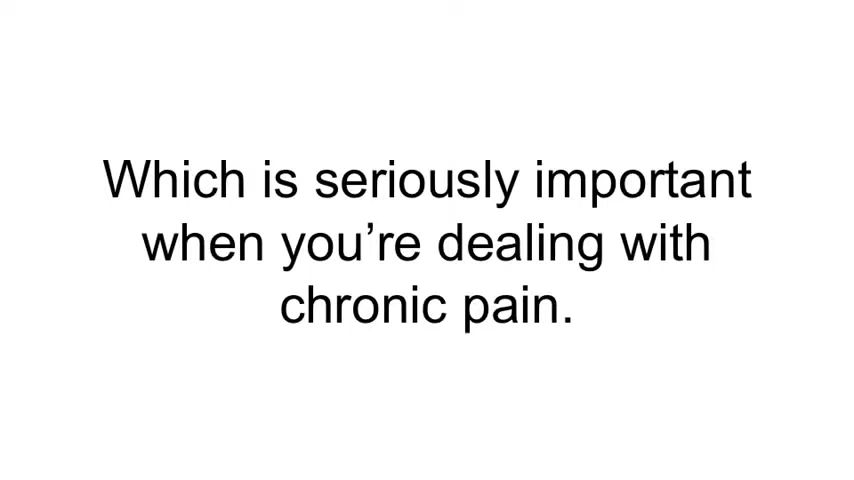 Which is seriously important
when you’re dealing with
chronic pain.